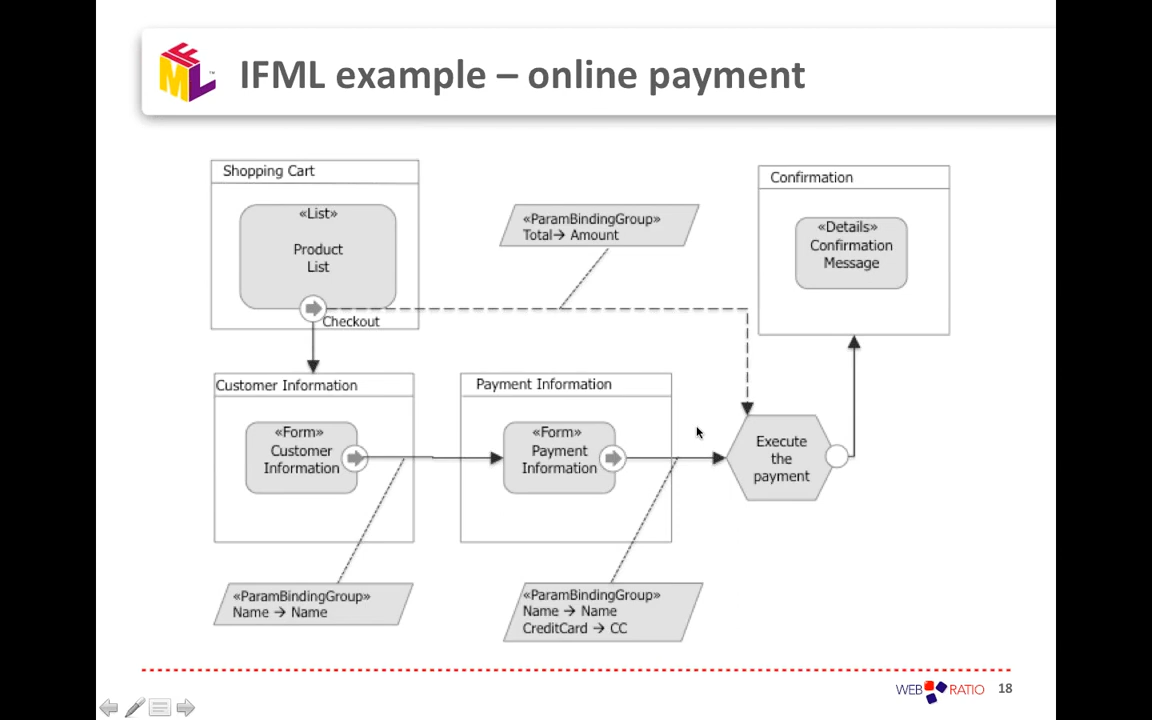 IFML example – online payment
Shopping Cart
«List»
Product
List
Checkout
«ParamBindingGroup»
Total→ Amount
Confirmation
«Details»
Confirmation
Message
Customer Information
«Form»
Customer
Information
Payment Information
«Form»
Payment
Information
Execute
the
payment
«ParamBindingGroup»
Name → Name
«ParamBindingGroup»
Name → Name
CreditCard → CC
WEB RATIO
18